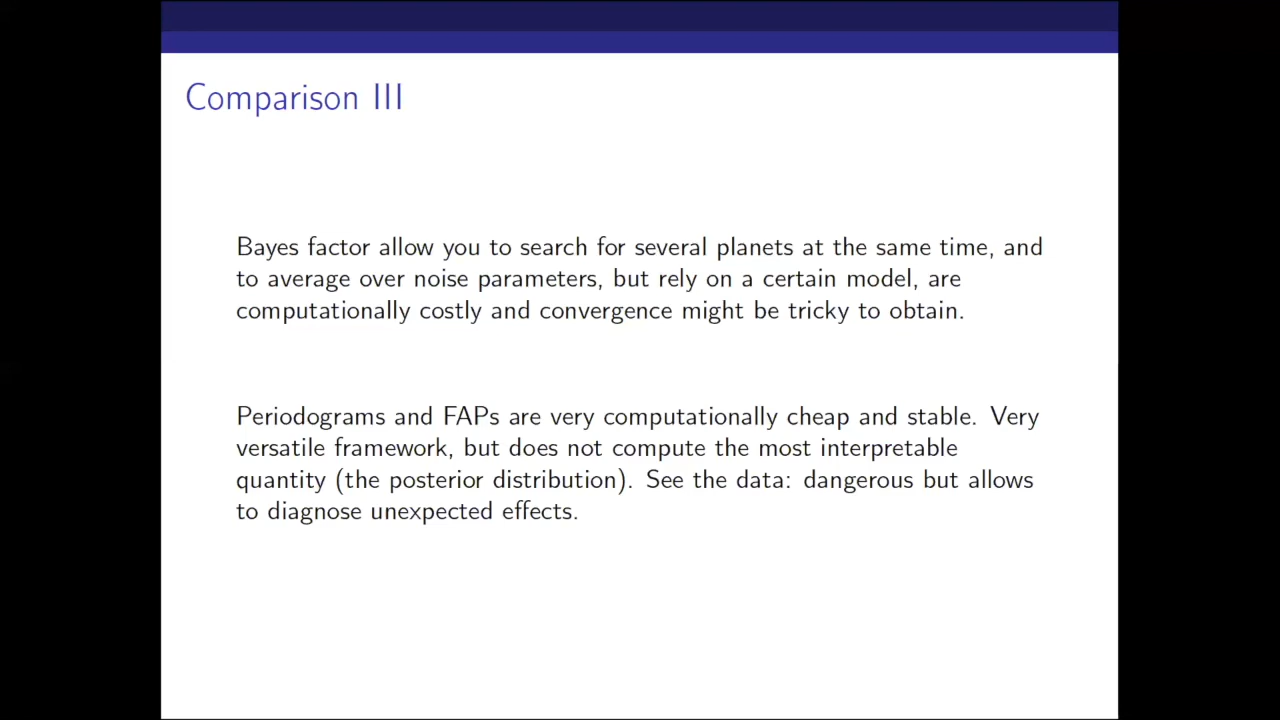 Comparison III
Bayes factor allow you to search for several planets at the same time, and
to average over noise parameters, but rely on a certain model, are
computationally costly and convergence might be tricky to obtain.
Periodograms and FAPs are very computationally cheap and stable. Very
versatile framework, but does not compute the most interpretable
quantity (the posterior distribution). See the data: dangerous but allows
to diagnose unexpected effects.